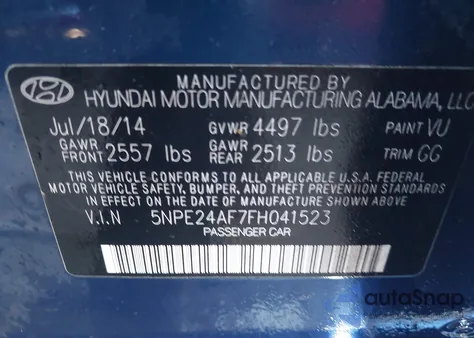 MANUFACTURED BY
HYUNDAI MOTOR MANUFACTURING ALABAMA, LLC
Jul/18/14 GVWR 4497 lbs PAINT VU
GAWR FRONT 2557 lbs GAWR REAR 2513 lbs TRIM GG
THIS VEHICLE CONFORMS TO ALL APPLICABLE U.S.A. FEDERAL
MOTOR VEHICLE SAFETY, BUMPER, AND THEFT PREVENTION
STANDARDS IN EFFECT ON THE DATE OF MANUFACTURE SHOWN ABOVE
V.I.N 5NPE24AF7FH041523
PASSENGER CAR
autoSnap